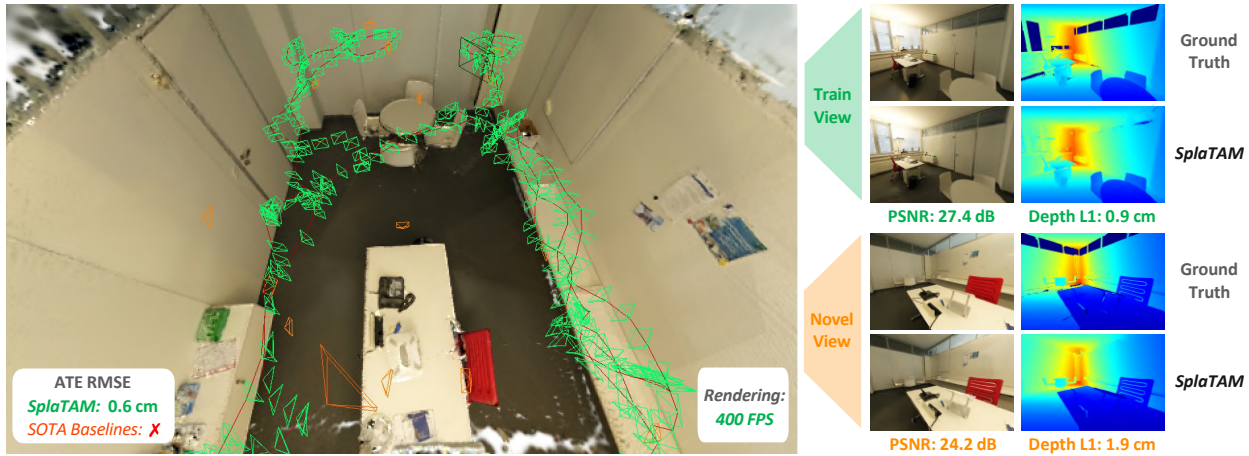 ATE RMSE
SplaTAM: 0.6 cm
SOTA Baselines: ✗
Rendering:
400 FPS
Train
View
Ground
Truth
SplaTAM
PSNR: 27.4 dB
Depth L1: 0.9 cm
Novel
View
Ground
Truth
SplaTAM
PSNR: 24.2 dB
Depth L1: 1.9 cm